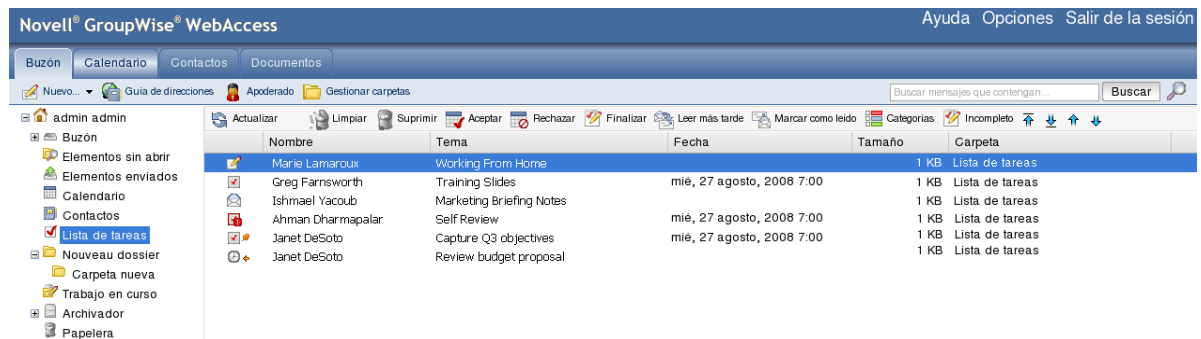 Novell® GroupWise® WebAccess
Ayuda Opciones Salir de la sesión
Buzón Calendario Contactos Documentos
Nuevo... Guia de direcciones Apoderado Gestionar carpetas Buscar mensajes que contengan... Buscar
admin admin
Buzón
Elementos sin abrir
Elementos enviados
Calendario
Contactos
Lista de tareas
Nouveau dossier
Carpeta nueva
Trabajo en curso
Archivador
Papelera
Actualizar Limpiar Suprimir Aceptar Rechazar Finalizar Leer más tarde Marcar como leido Categorias Incompleto
Nombre Tema Fecha Tamaño Carpeta
Marie Lamaroux Working From Home 1 KB Lista de tareas
Greg Farnsworth Training Slides mié, 27 agosto, 2008 7:00 1 KB Lista de tareas
Ishmael Yacoub Marketing Briefing Notes 1 KB Lista de tareas
Ahman Dharmapalar Self Review mié, 27 agosto, 2008 7:00 1 KB Lista de tareas
Janet DeSoto Capture Q3 objectives mié, 27 agosto, 2008 7:00 1 KB Lista de tareas
Janet DeSoto Review budget proposal 1 KB Lista de tareas